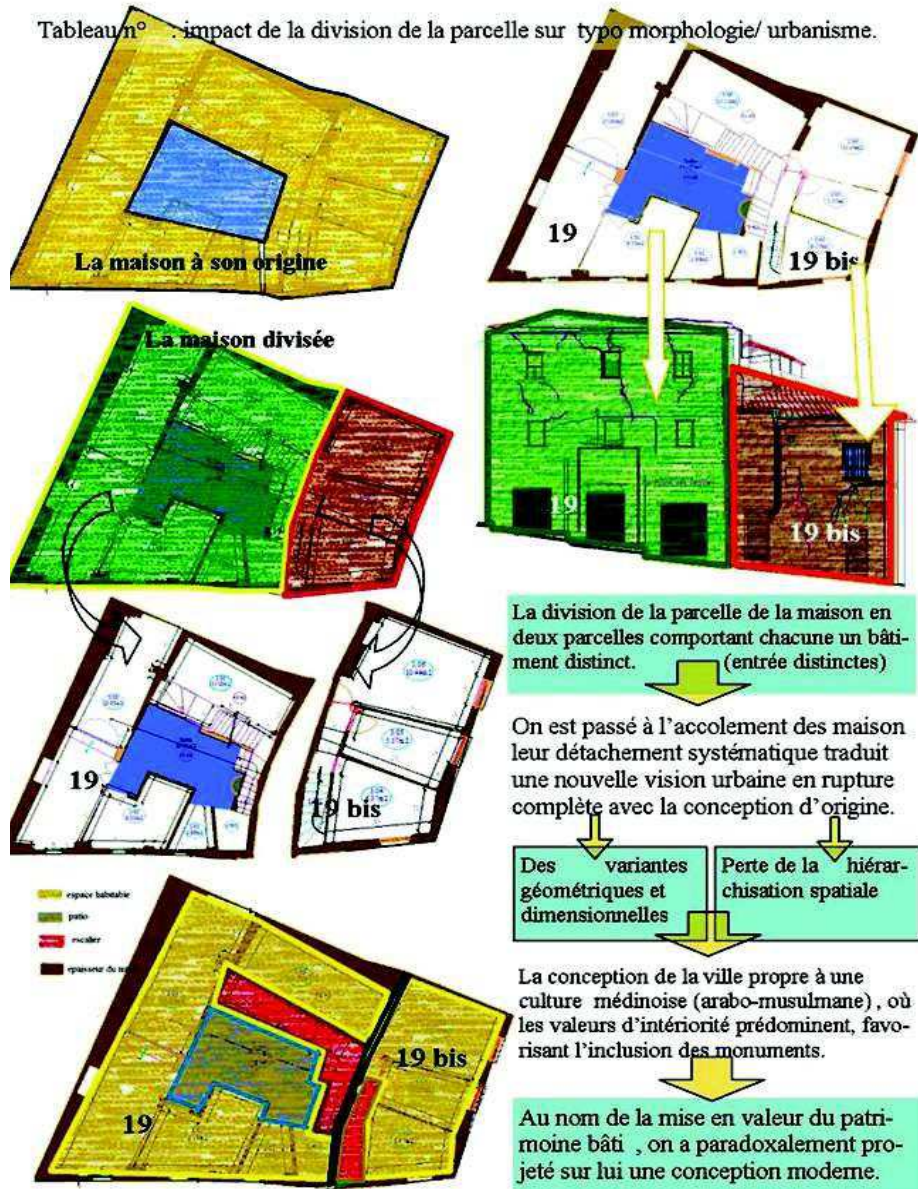 Tableau n° : impact de la division de la parcelle sur typo morphologie/ urbanisme.
La maison à son origine
19
19 bis
La maison divisée
19
19 bis
La division de la parcelle de la maison en
deux parcelles comportant chacune un bâti-
ment distinct. (entrée distinctes)
On est passé à l'accolement des maison
leur détachement systématique traduit
une nouvelle vision urbaine en rupture
complète avec la conception d'origine.
19
19 bis
Des variantes
géométriques et
dimensionnelles
Perte de la hiérar-
chisation spatiale
espace habitable
patio
escalier
epaisseur du
La conception de la ville propre à une
culture médinoise (arabo-musulmane) , où
les valeurs d'intériorité prédominent, favo-
risant l'inclusion des monuments.
19
19 bis
Au nom de la mise en valeur du patri-
moine bâti , on a paradoxalement pro-
jeté sur lui une conception moderne.